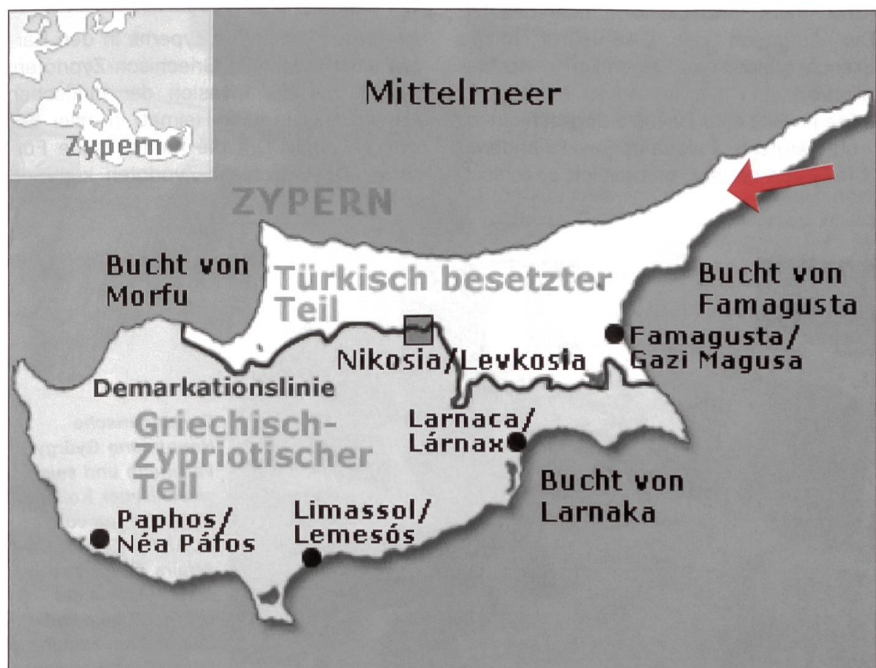 Mittelmeer
Zypern
ZYPERN
Bucht von
Morfu
Türkisch besetzter
Teil
Bucht von
Famagusta
Famagusta/
Gazi Magusa
Nikosia/Levkosia
Demarkationslinie
Griechisch-
Zypriotischer
Teil
Larnaca/
Lárnax
Bucht von
Larnaka
Paphos/
Néa Páfos
Limassol/
Lemesós